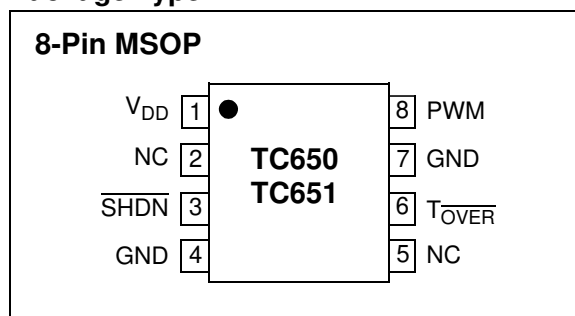 8-Pin MSOP
VDD 1 8 PWM
NC 2 TC650 7 GND
SHDN 3 TC651 6 TOVER
GND 4 5 NC